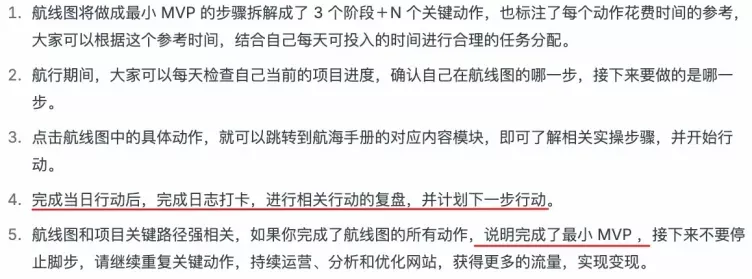 1. 航线图将做成最小 MVP 的步骤拆解成了 3 个阶段＋N 个关键动作，也标注了每个动作花费时间的参考，
大家可以根据这个参考时间，结合自己每天可投入的时间进行合理的任务分配。
2. 航行期间，大家可以每天检查自己当前的项目进度，确认自己在航线图的哪一步，接下来要做的是哪一
步。
3. 点击航线图中的具体动作，就可以跳转到航海手册的对应内容模块，即可了解相关实操步骤，并开始行
动。
4. 完成当日行动后，完成日志打卡，进行相关行动的复盘，并计划下一步行动。
5. 航线图和项目关键路径强相关，如果你完成了航线图的所有动作，说明完成了最小 MVP ，接下来不要停
止脚步，请继续重复关键动作，持续运营、分析和优化网站，获得更多的流量，实现变现。